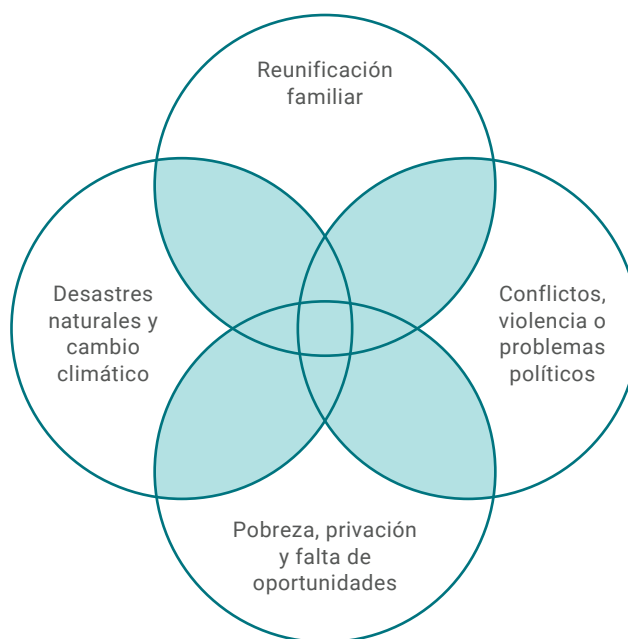 Reunificación
familiar
Desastres
naturales y
cambio
climático
Conflictos,
violencia o
problemas
políticos
Pobreza, privación
y falta de
oportunidades